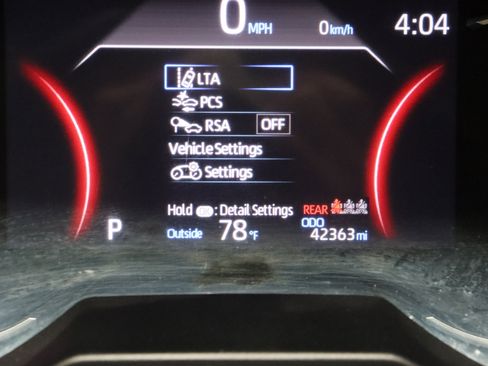 0 MPH 0 km/h 4:04
LTA
PCS
RSA OFF
Vehicle Settings
Settings
Hold OK : Detail Settings REAR
ODO
P Outside 78 °F 42363 mi